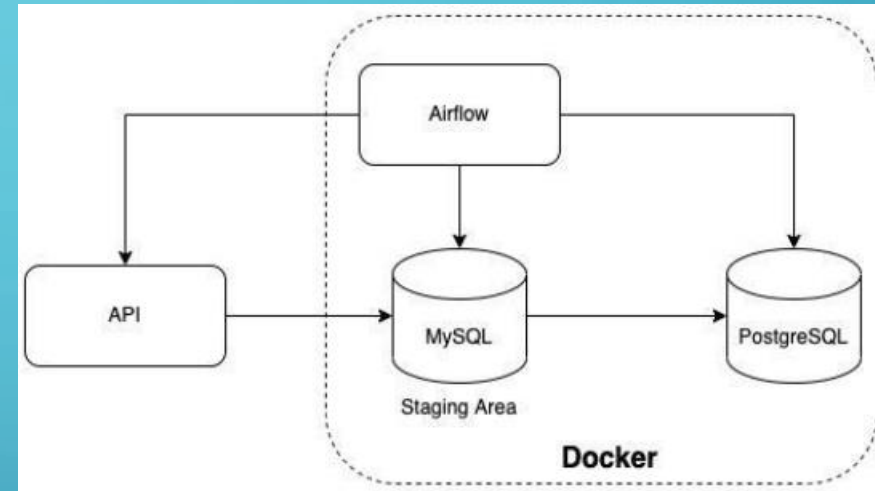 Airflow
API
MySQL
PostgreSQL
Staging Area
Docker